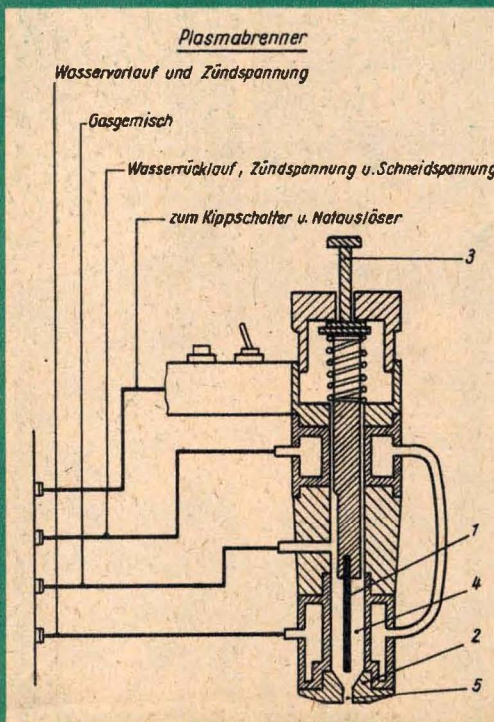 Plasmabrenner
Wasservorlauf und Zündspannung
Gasgemisch
Wasserrücklauf, Zündspannung u. Schneidspannung
zum Kippschalter u. Notauslöser
3
1
4
2
5